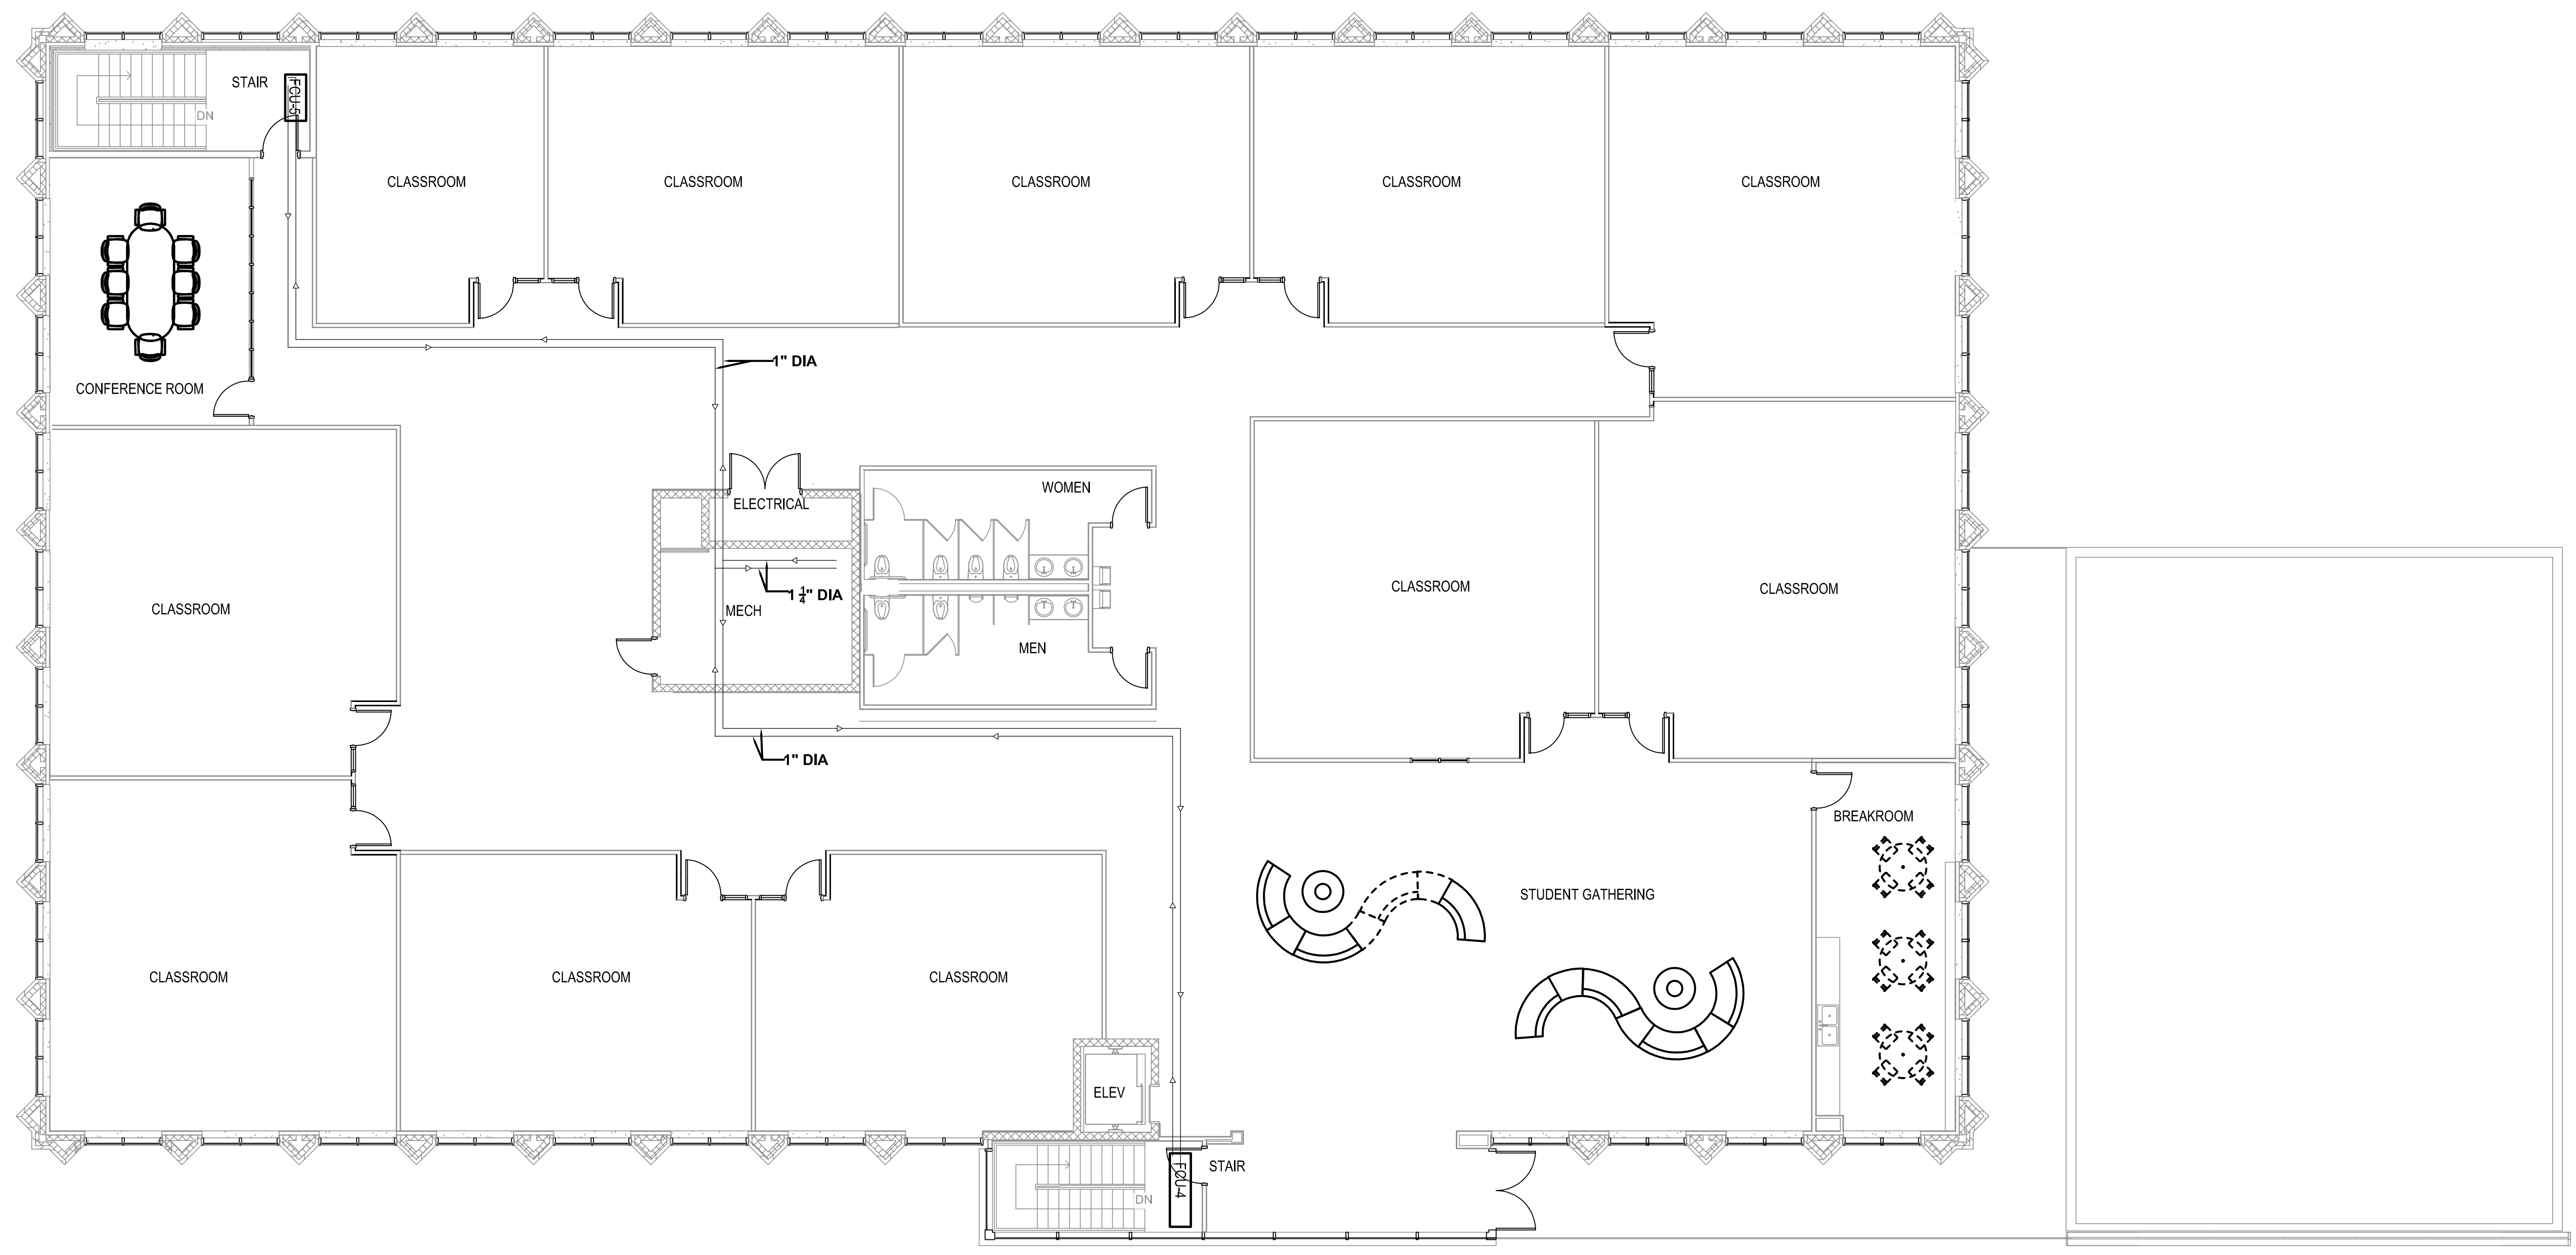 STAIR
FCU-5
DN
CLASSROOM
CLASSROOM
CLASSROOM
CLASSROOM
CLASSROOM
1" DIA
CONFERENCE ROOM
WOMEN
ELECTRICAL
CLASSROOM
CLASSROOM
1 1/4" DIA
MECH
CLASSROOM
MEN
1" DIA
BREAKROOM
STUDENT GATHERING
CLASSROOM
CLASSROOM
CLASSROOM
ELEV
STAIR
FCU-4
DN